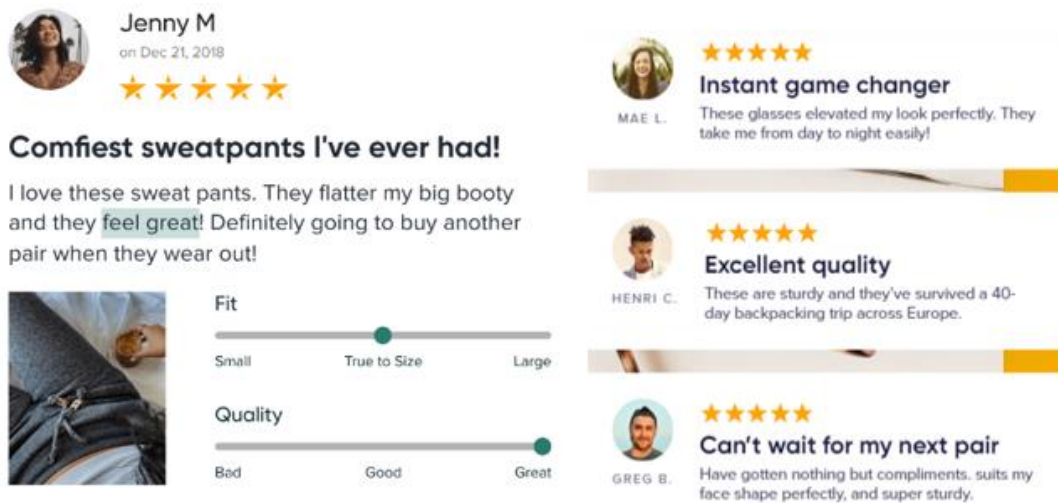 Jenny M
on Dec 21, 2018
Comfiest sweatpants I've ever had!
I love these sweat pants. They flatter my big booty
and they feel great! Definitely going to buy another
pair when they wear out!
Fit
Small True to Size Large
Quality
Bad Good Great
Instant game changer
MAE L.
These glasses elevated my look perfectly. They
take me from day to night easily!
Excellent quality
HENRI C.
These are sturdy and they've survived a 40-
day backpacking trip across Europe.
Can't wait for my next pair
GREG B.
Have gotten nothing but compliments. suits my
face shape perfectly, and super sturdy.